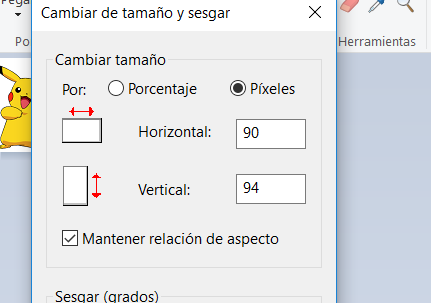 Cambiar de tamaño y sesgar
Herramientas
Cambiar tamaño
Por:
Porcentaje
Píxeles
Horizontal:
90
Vertical:
94
Mantener relación de aspecto
Sesgar (grados)